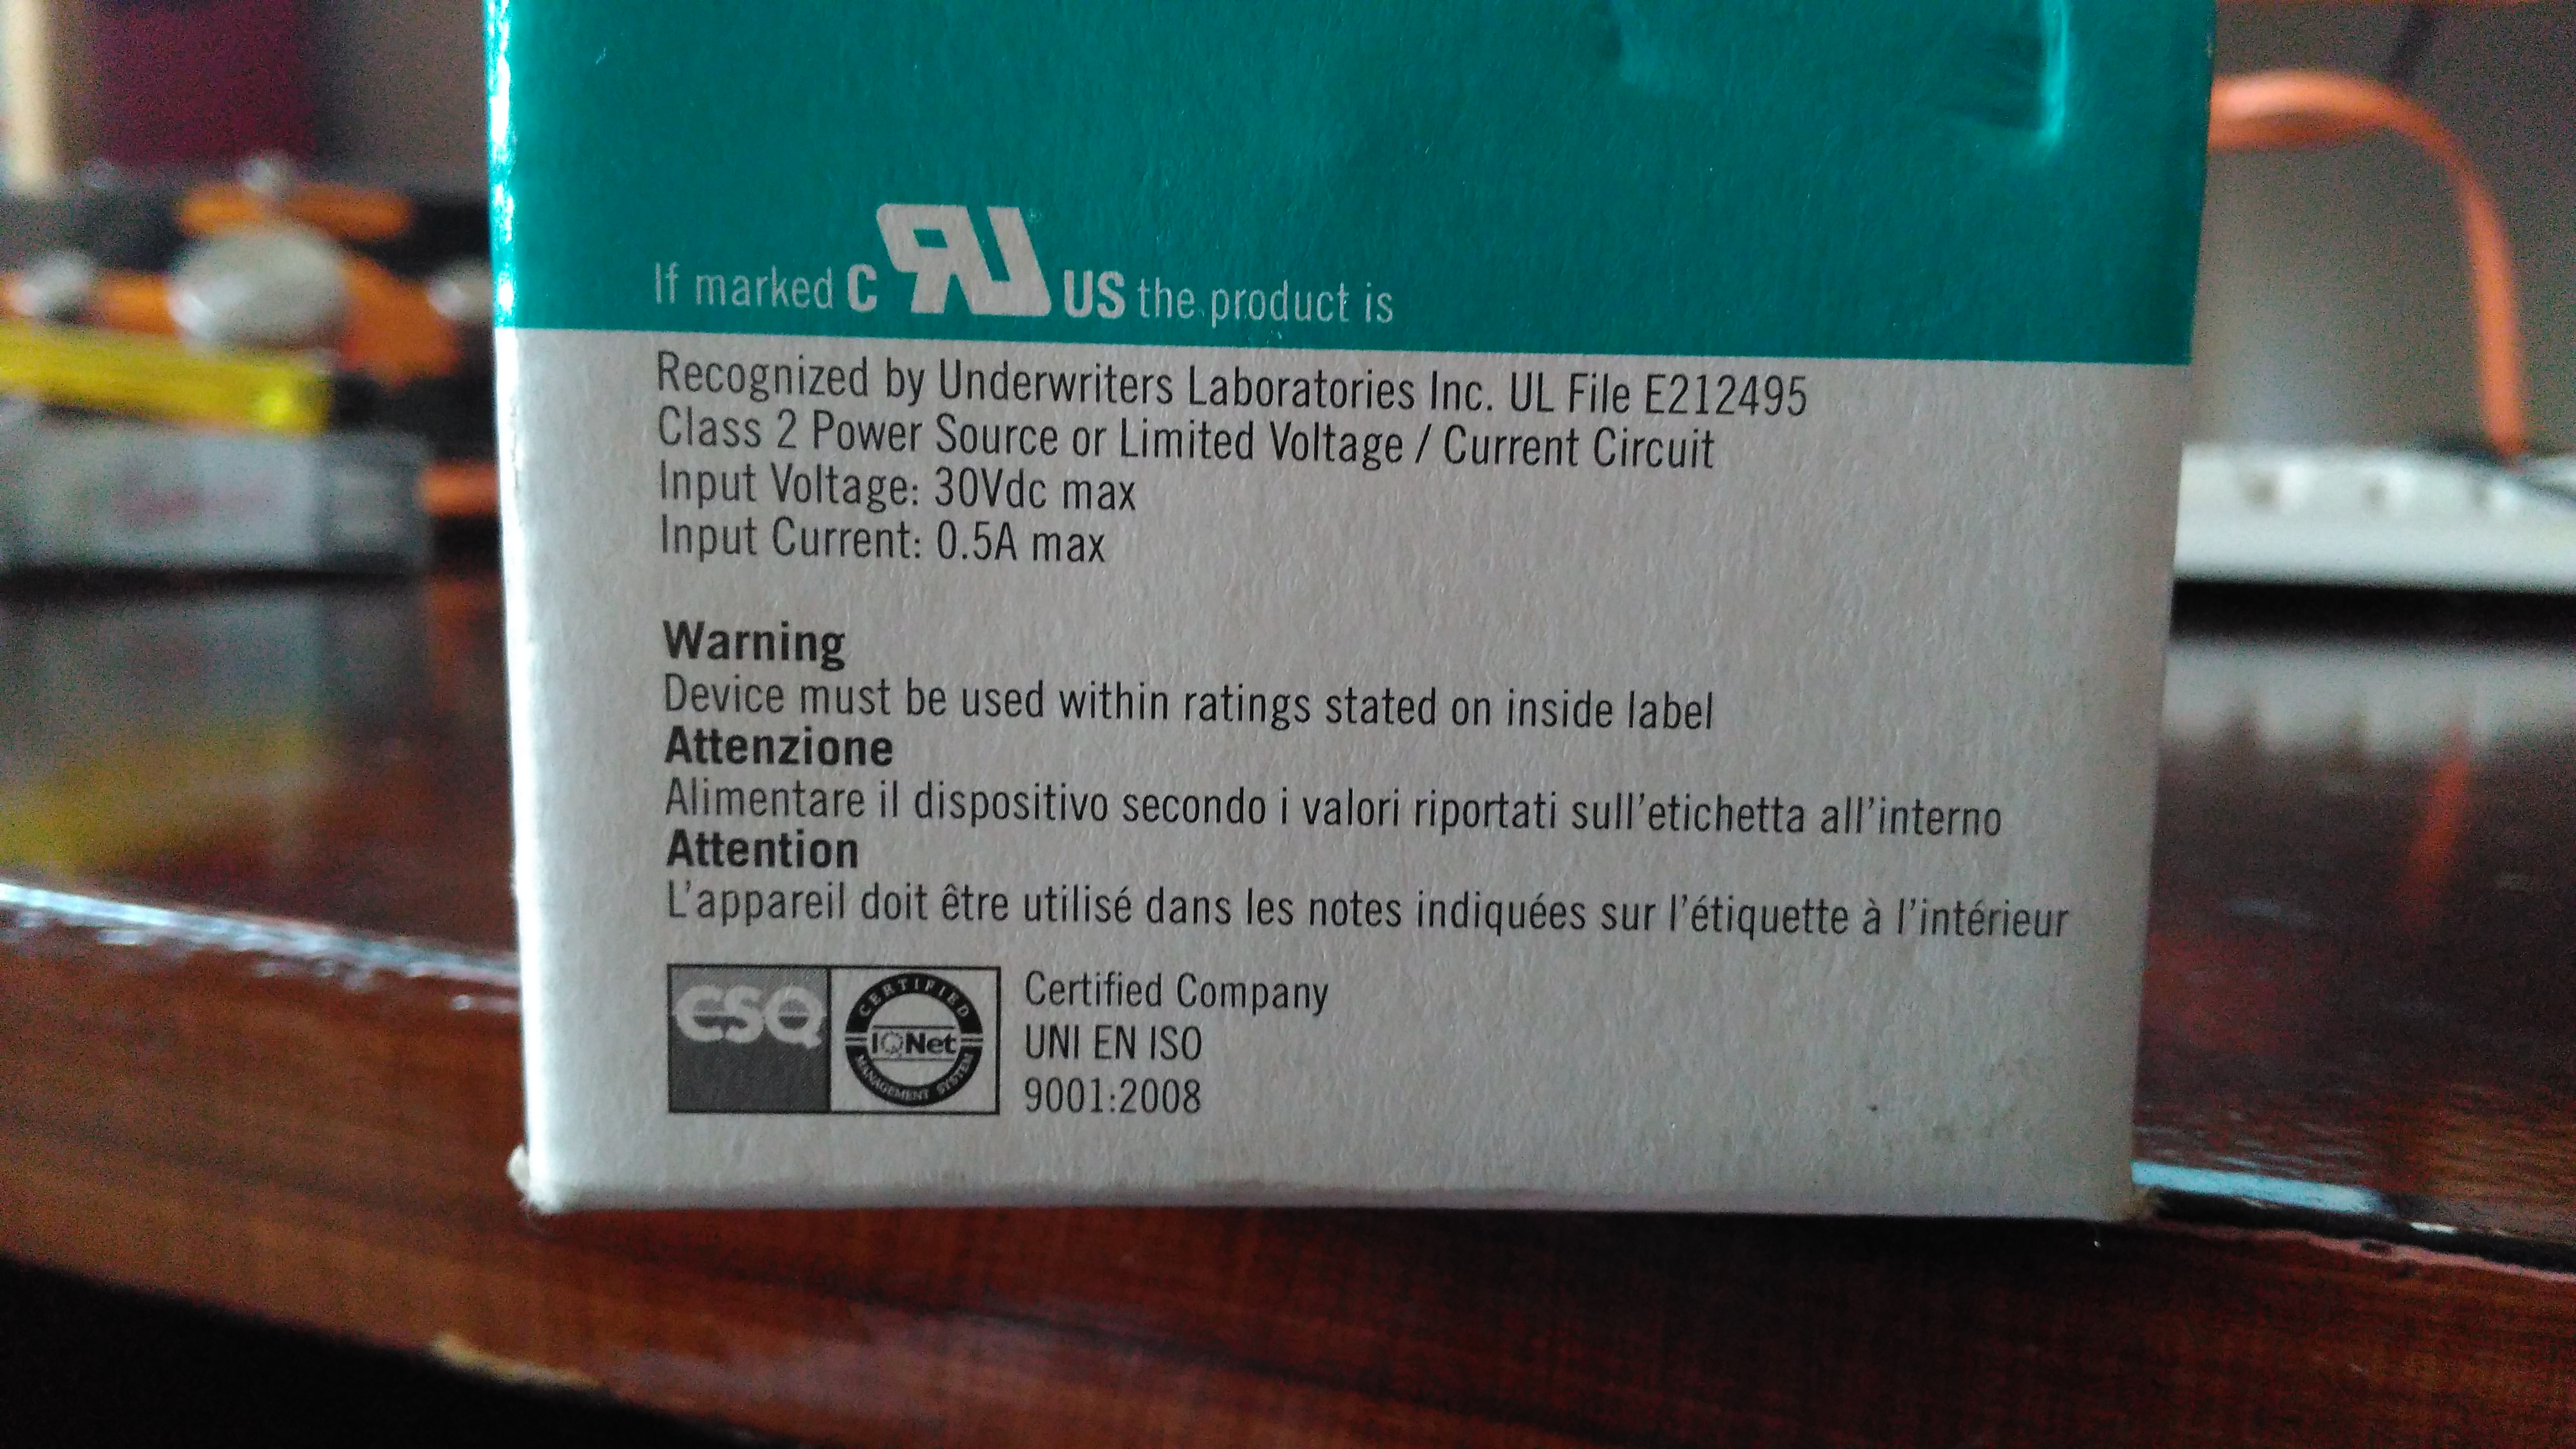 If marked C RU US the product is
Recognized by Underwriters Laboratories Inc. UL File E212495
Class 2 Power Source or Limited Voltage / Current Circuit
Input Voltage: 30Vdc max
Input Current: 0.5A max
Warning
Device must be used within ratings stated on inside label
Attenzione
Alimentare il dispositivo secondo i valori riportati sull'etichetta all'interno
Attention
L'appareil doit être utilisé dans les notes indiquées sur l'étiquette à l'intérieur
CSQ
CERTIFIED
IQNet
MANAGEMENT SYSTEM
Certified Company
UNI EN ISO
9001:2008